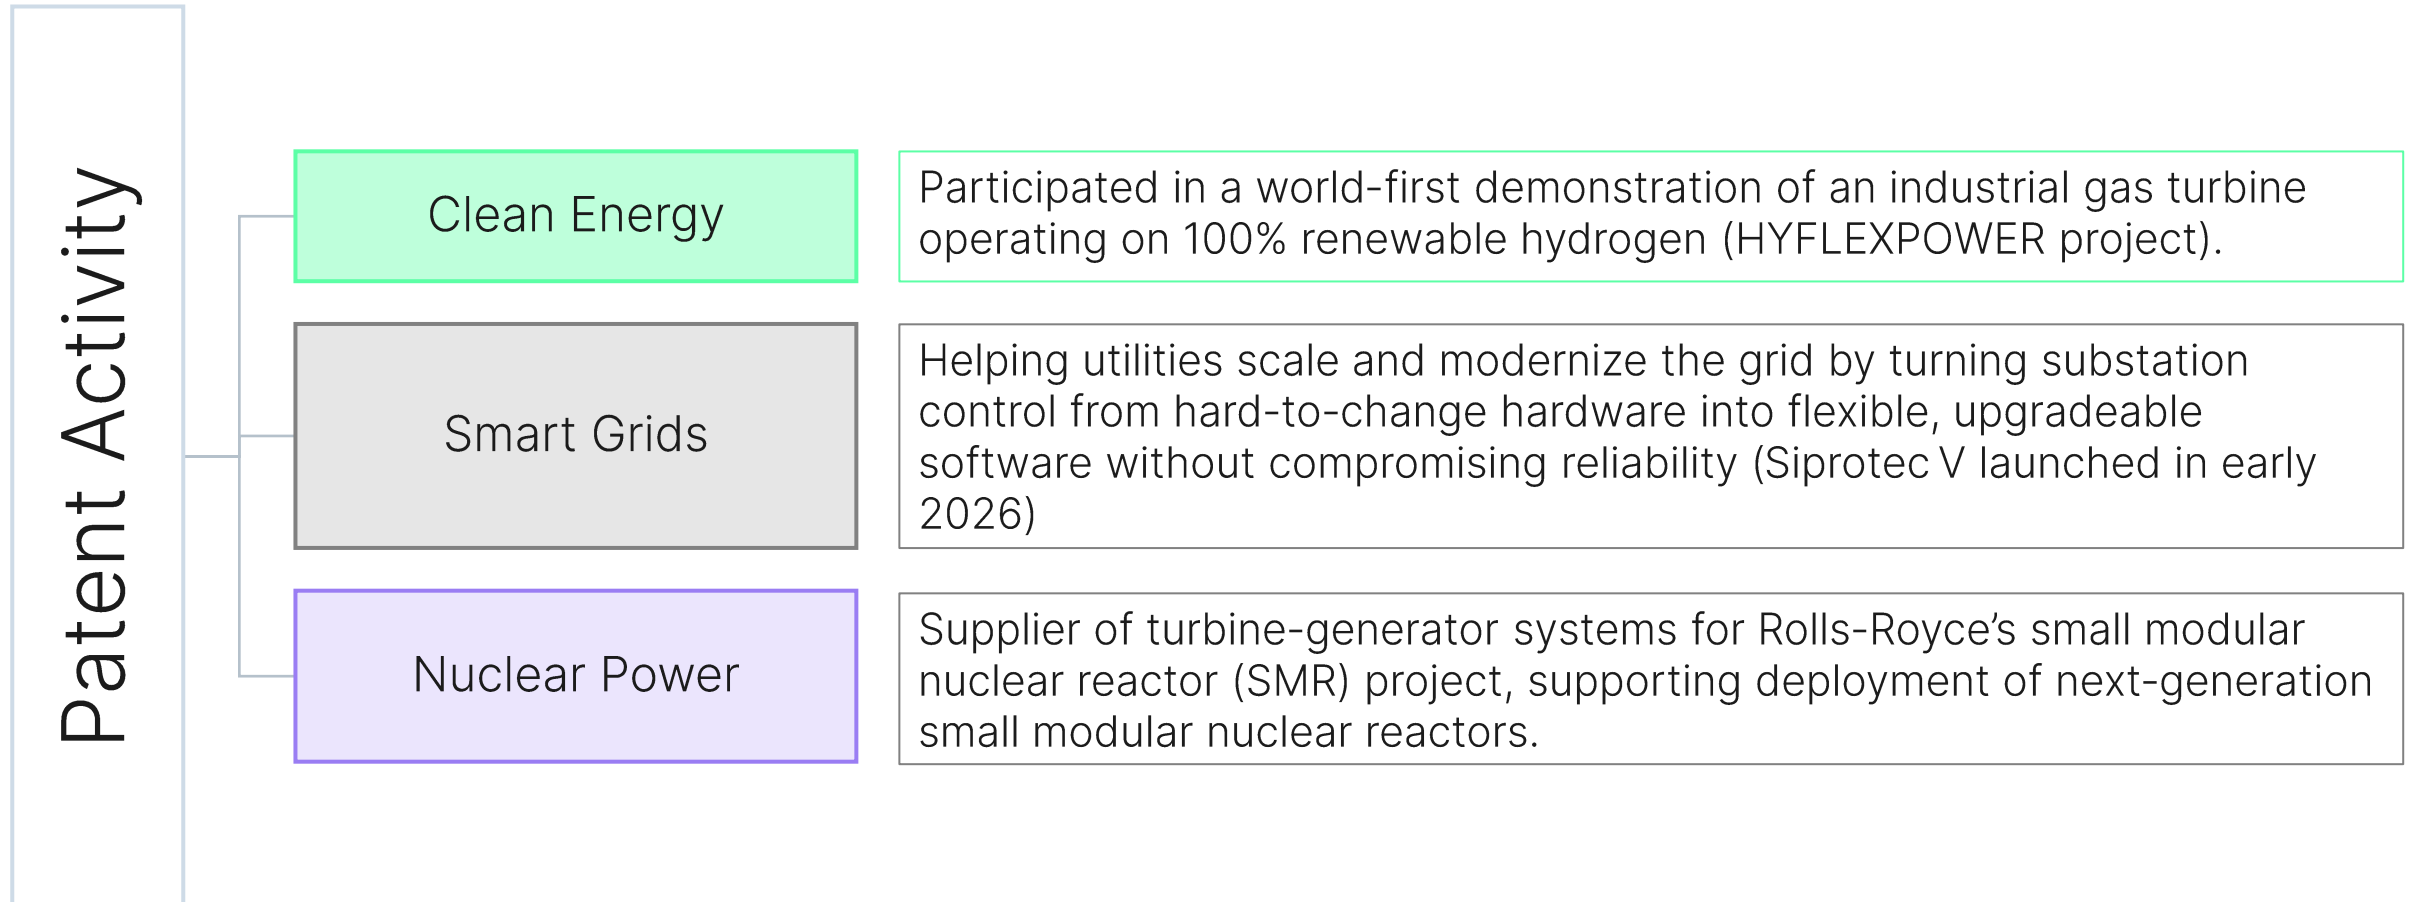 Patent Activity
Clean Energy
Participated in a world-first demonstration of an industrial gas turbine
operating on 100% renewable hydrogen (HYFLEXPOWER project).
Smart Grids
Helping utilities scale and modernize the grid by turning substation
control from hard-to-change hardware into flexible, upgradeable
software without compromising reliability (Siprotec V launched in early
2026)
Nuclear Power
Supplier of turbine-generator systems for Rolls-Royce’s small modular
nuclear reactor (SMR) project, supporting deployment of next-generation
small modular nuclear reactors.